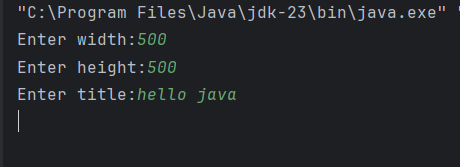 "C:\Program Files\Java\jdk-23\bin\java.exe" "
Enter width:500
Enter height:500
Enter title:hello java